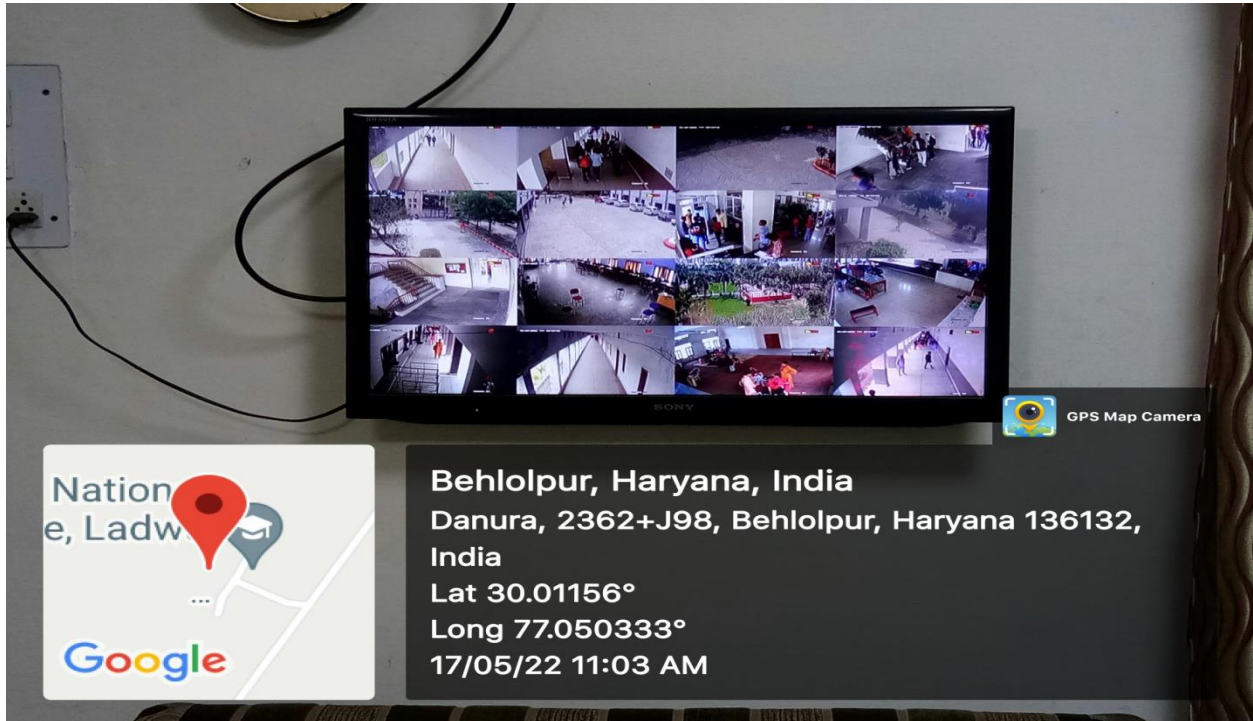 BRAVIA
SONY
GPS Map Camera
Nation
e, Ladw
...
Google
Behlolpur, Haryana, India
Danura, 2362+J98, Behlolpur, Haryana 136132,
India
Lat 30.01156°
Long 77.050333°
17/05/22 11:03 AM